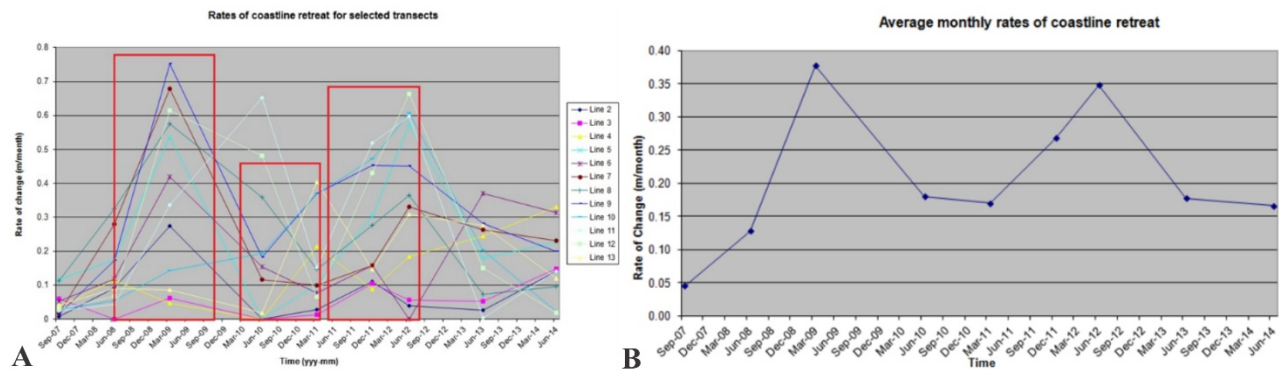 Rates of coastline retreat for selected transects
Rate of change (m/month)
0.8
0.7
0.6
0.5
0.4
0.3
0.2
0.1
0
Sep-07
Dec-07
Mar-08
Jun-08
Sep-08
Dec-08
Mar-09
Jun-09
Sep-09
Dec-09
Mar-10
Jun-10
Sep-10
Dec-10
Mar-11
Jun-11
Sep-11
Dec-11
Mar-12
Jun-12
Sep-12
Dec-12
Mar-13
Jun-13
Sep-13
Dec-13
Mar-14
Jun-14
Time (yyy-mm)
Line 2
Line 3
Line 4
Line 5
Line 6
Line 7
Line 8
Line 9
Line 10
Line 11
Line 12
Line 13
A
Average monthly rates of coastline retreat
Rate of Change (m/month)
0.40
0.35
0.30
0.25
0.20
0.15
0.10
0.05
0.00
Sep-07
Dec-07
Mar-08
Jun-08
Sep-08
Dec-08
Mar-09
Jun-09
Sep-09
Dec-09
Mar-10
Jun-10
Sep-10
Dec-10
Mar-11
Jun-11
Sep-11
Dec-11
Mar-12
Jun-12
Sep-12
Dec-12
Mar-13
Jun-13
Sep-13
Dec-13
Mar-14
Jun-14
Time
B